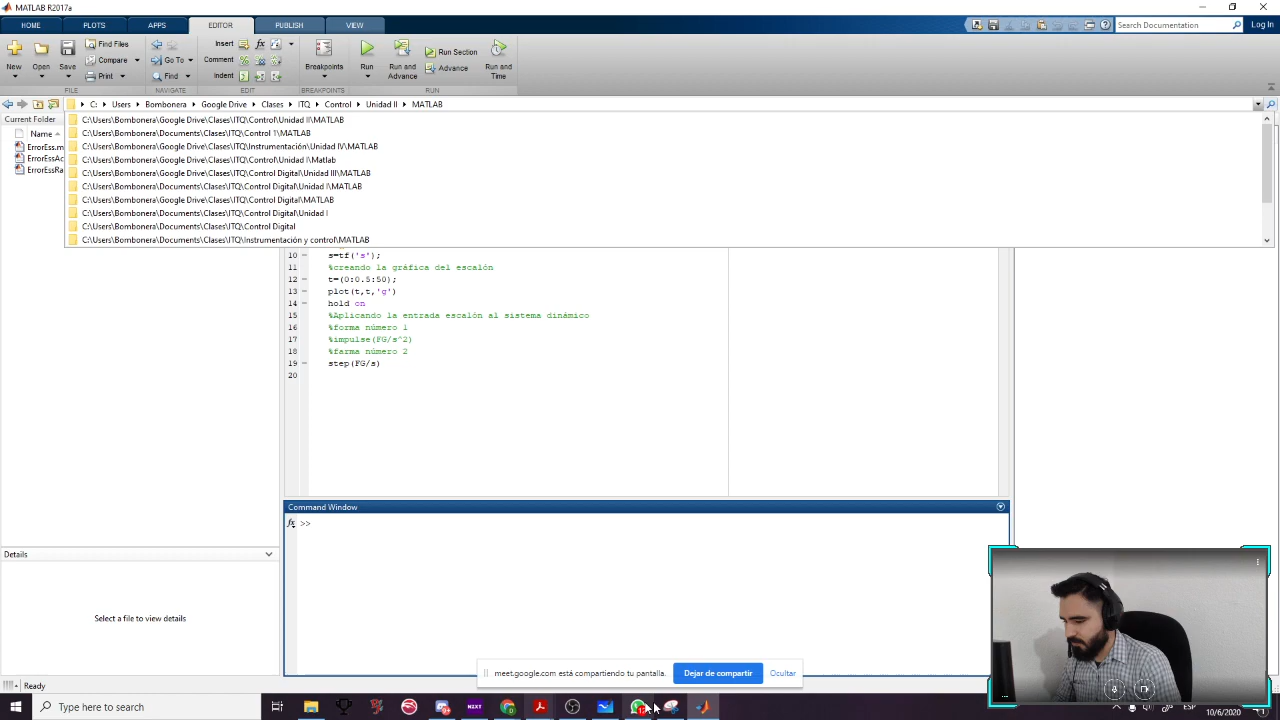 MATLAB R2017a
HOME PLOTS APPS EDITOR PUBLISH VIEW
Search Documentation Log In
New Open Save Find Files Compare Print
Go To Find
Insert Comment Indent
Breakpoints
Run Run and Advance Run Section Advance Run and Time
FILE NAVIGATE EDIT BREAKPOINTS RUN
C: Users Bombonera Google Drive Clases ITQ Control Unidad II MATLAB
Current Folder
Name
ErrorEss.m
ErrorEssAc
ErrorEssRa
C:\Users\Bombonera\Google Drive\Clases\ITQ\Control\Unidad II\MATLAB
C:\Users\Bombonera\Documents\Clases\ITQ\Control 1\MATLAB
C:\Users\Bombonera\Google Drive\Clases\ITQ\Instrumentación\Unidad IV\MATLAB
C:\Users\Bombonera\Google Drive\Clases\ITQ\Control\Unidad I\Matlab
C:\Users\Bombonera\Google Drive\Clases\ITQ\Control Digital\Unidad III\MATLAB
C:\Users\Bombonera\Documents\Clases\ITQ\Control Digital\Unidad I\MATLAB
C:\Users\Bombonera\Google Drive\Clases\ITQ\Control Digital\MATLAB
C:\Users\Bombonera\Documents\Clases\ITQ\Control Digital\Unidad I
C:\Users\Bombonera\Documents\Clases\ITQ\Control Digital
C:\Users\Bombonera\Documents\Clases\ITQ\Instrumentación y control\MATLAB
10 s=tf('s');
11 %creando la gráfica del escalón
12 t=(0:0.5:50);
13 plot(t,t,'g')
14 hold on
15 %Aplicando la entrada escalón al sistema dinámico
16 %forma número 1
17 %impulse(FG/s^2)
18 %farma número 2
19 step(FG/s)
20
Command Window
fx >>
Details
Select a file to view details
meet.google.com está compartiendo tu pantalla. Dejar de compartir Ocultar
Ready
Type here to search
ESP
10/6/2020